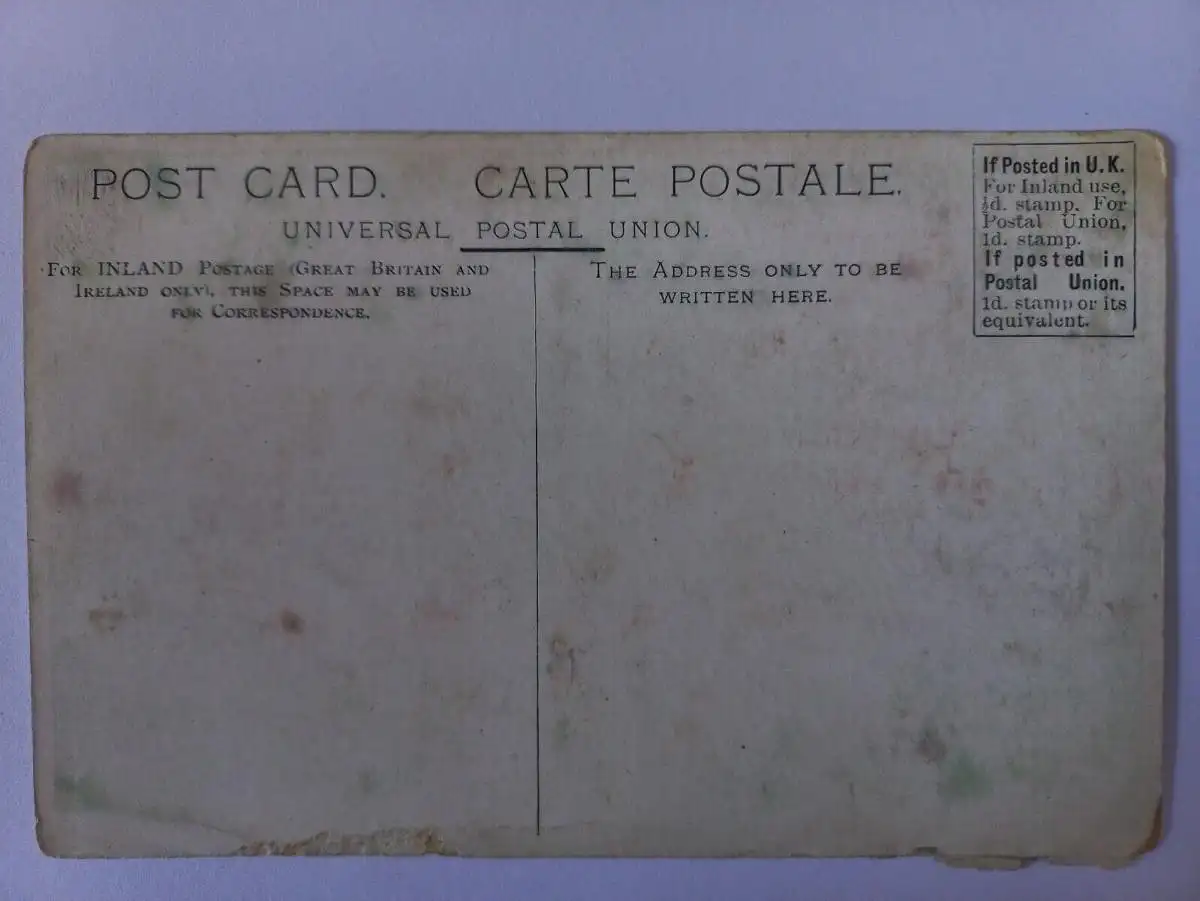 POST CARD. CARTE POSTALE.
UNIVERSAL POSTAL UNION.
FOR INLAND POSTAGE (GREAT BRITAIN AND
IRELAND ONLY), THIS SPACE MAY BE USED
FOR CORRESPONDENCE.
THE ADDRESS ONLY TO BE
WRITTEN HERE.
If Posted in U.K.
For Inland use,
½d. stamp. For
Postal Union,
1d. stamp.
If posted in
Postal Union.
1d. stamp or its
equivalent.